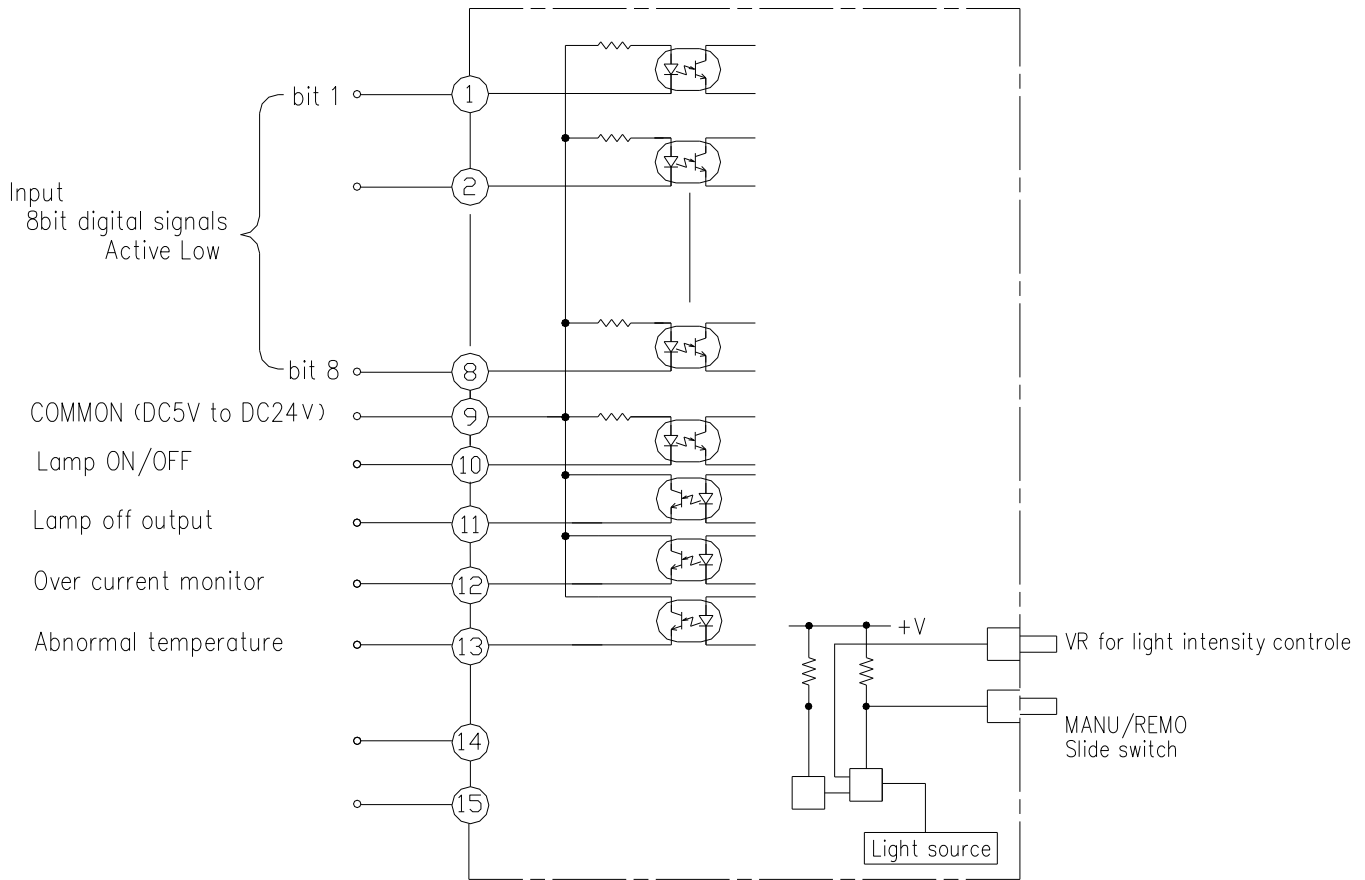 bit 1
1
2
Input
8bit digital signals
Active Low
bit 8
8
COMMON (DC5V to DC24V)
9
Lamp ON/OFF
10
Lamp off output
11
Over current monitor
12
Abnormal temperature
13
+V
VR for light intensity controle
MANU/REMO
Slide switch
14
15
Light source